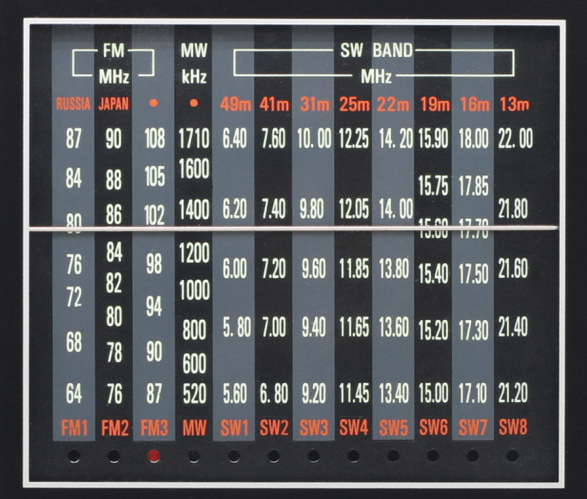 FM MW SW BAND
MHz kHz MHz
RUSSIA JAPAN 49m 41m 31m 25m 22m 19m 16m 13m
87 90 108 1710 6.40 7.60 10.00 12.25 14.20 15.90 18.00 22.00
84 88 105 1600 15.75 17.85
80 86 102 1400 6.20 7.40 9.80 12.05 14.00 15.60 17.70 21.80
76 84 98 1200 6.00 7.20 9.60 11.85 13.80 15.40 17.50 21.60
72 82 94 1000
68 80 90 800 5.80 7.00 9.40 11.65 13.60 15.20 17.30 21.40
78 600
64 76 87 520 5.60 6.80 9.20 11.45 13.40 15.00 17.10 21.20
FM1 FM2 FM3 MW SW1 SW2 SW3 SW4 SW5 SW6 SW7 SW8